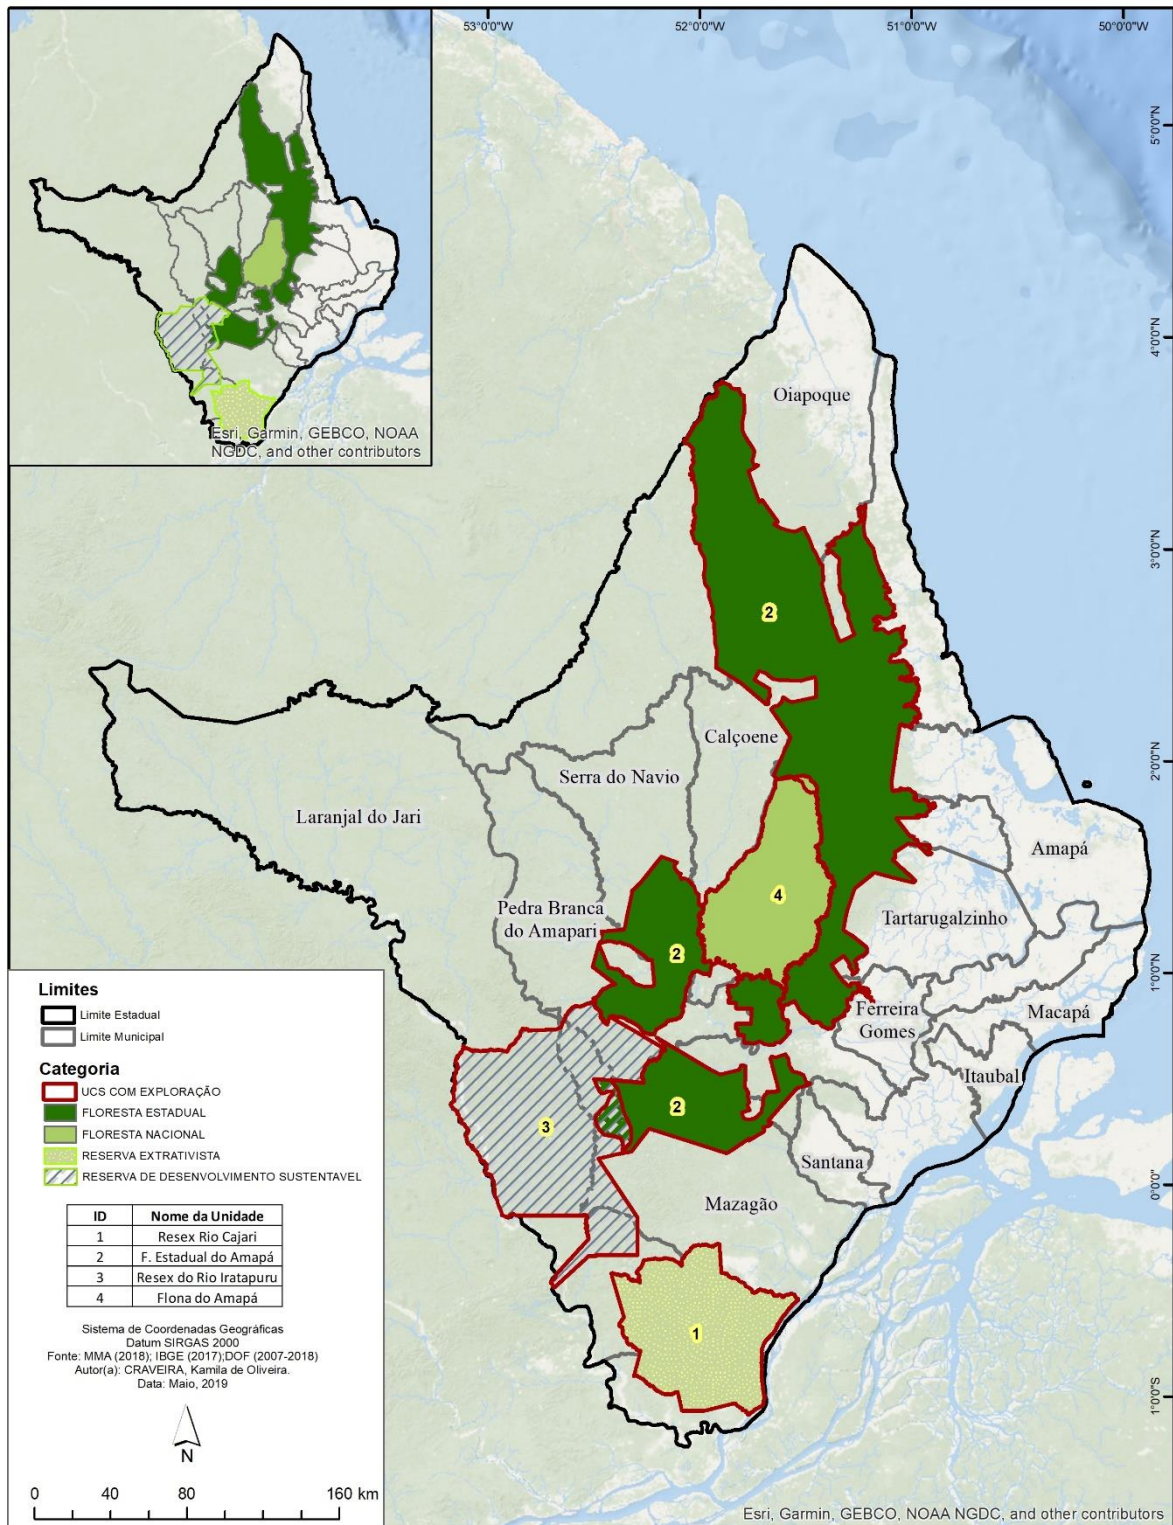 53°0'0"W
52°0'0"W
51°0'0"W
50°0'0"W
Esri, Garmin, GEBCO, NOAA
NGDC, and other contributors
5°0'0"N
4°0'0"N
3°0'0"N
2°0'0"N
1°0'0"N
0°0'0"
1°0'0"S
Oiapoque
2
Calçoene
Serra do Navio
Laranjal do Jari
Amapá
4
Pedra Branca
do Amapari
Tartarugalzinho
2
Ferreira
Gomes
Macapá
Itaubal
2
3
Santana
Mazagão
1
Limites
Limite Estadual
Limite Municipal
Categoria
UCS COM EXPLORAÇÃO
FLORESTA ESTADUAL
FLORESTA NACIONAL
RESERVA EXTRATIVISTA
RESERVA DE DESENVOLVIMENTO SUSTENTAVEL
ID Nome da Unidade
1 Resex Rio Cajari
2 F. Estadual do Amapá
3 Resex do Rio Iratapuru
4 Flona do Amapá
Sistema de Coordenadas Geográficas
Datum SIRGAS 2000
Fonte: MMA (2018); IBGE (2017);DOF (2007-2018)
Autor(a): CRAVEIRA, Kamila de Oliveira.
Data: Maio, 2019
N
0 40 80 160 km
Esri, Garmin, GEBCO, NOAA NGDC, and other contributors